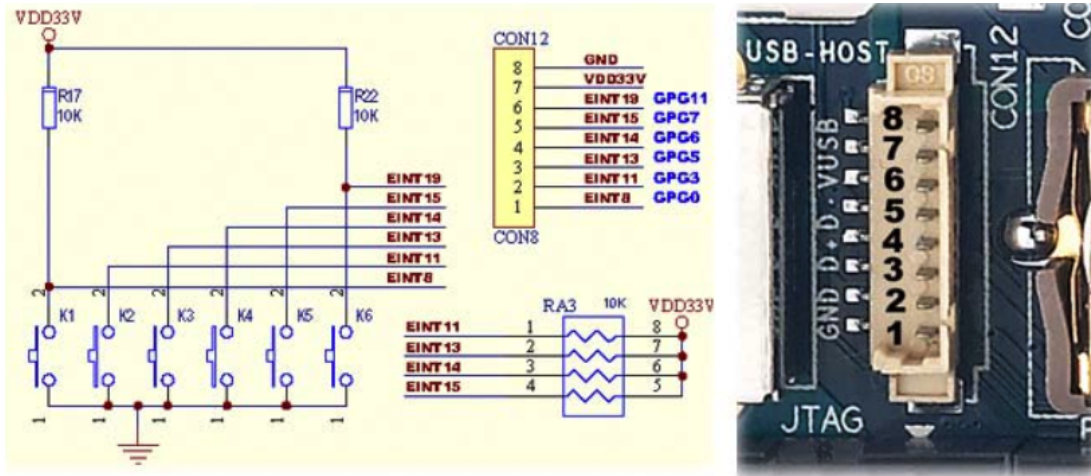 VDD33V
R17
10K
R22
10K
EINT19
EINT15
EINT14
EINT13
EINT11
EINT8
2
2
2
2
2
2
K1
K2
K3
K4
K5
K6
1
1
1
1
1
1
CON12
8 GND
7 VDD33V
6 EINT19 GPG11
5 EINT15 GPG7
4 EINT14 GPG6
3 EINT13 GPG5
2 EINT11 GPG3
1 EINT8 GPG0
CON8
RA3 10K VDD33V
EINT11 1 8
EINT13 2 7
EINT14 3 6
EINT15 4 5
USB-HOST
CON12
8
7
6
5
4
3
2
1
GND D+D-VUSB
JTAG